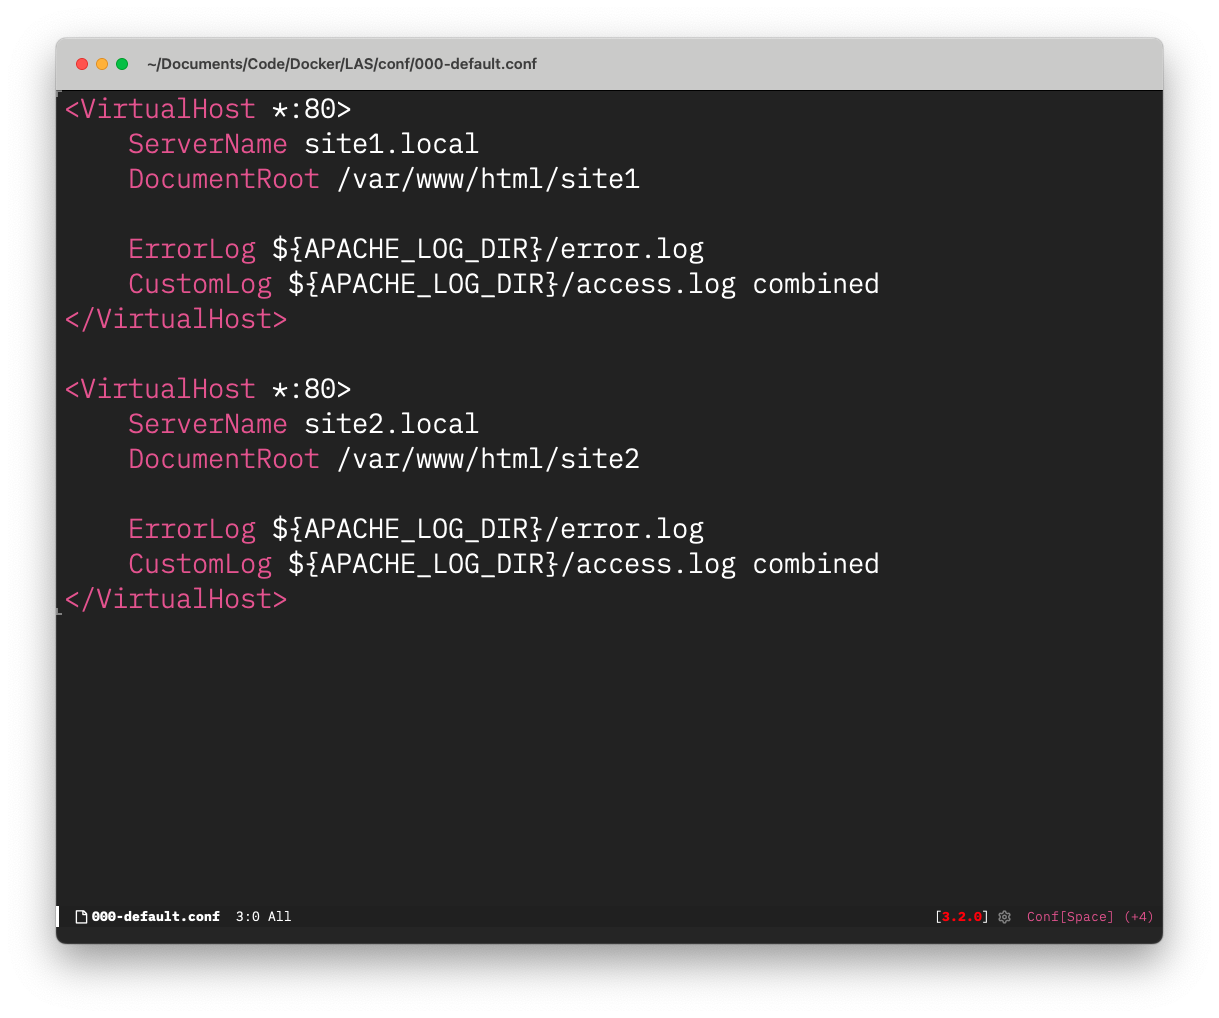 ~/Documents/Code/Docker/LAS/conf/000-default.conf
<VirtualHost *:80>
    ServerName site1.local
    DocumentRoot /var/www/html/site1

    ErrorLog ${APACHE_LOG_DIR}/error.log
    CustomLog ${APACHE_LOG_DIR}/access.log combined
</VirtualHost>

<VirtualHost *:80>
    ServerName site2.local
    DocumentRoot /var/www/html/site2

    ErrorLog ${APACHE_LOG_DIR}/error.log
    CustomLog ${APACHE_LOG_DIR}/access.log combined
</VirtualHost>
000-default.conf 3:0 All [3.2.0] Conf[Space] (+4)